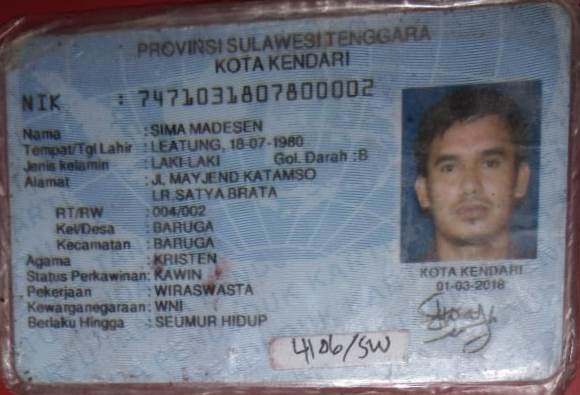 PROVINSI SULAWESI TENGGARA
KOTA KENDARI
NIK : 7471031807800002
Nama : SIMA MADESEN
Tempat/Tgl Lahir : LEATUNG, 18-07-1980
Jenis kelamin : LAKI-LAKI Gol. Darah :B
Alamat : JL MAYJEND KATAMSO
LR.SATYA BRATA
RT/RW : 004/002
Kel/Desa : BARUGA
Kecamatan : BARUGA
Agama : KRISTEN
Status Perkawinan: KAWIN
Pekerjaan : WIRASWASTA
Kewarganegaraan: WNI
Berlaku Hingga : SEUMUR HIDUP
KOTA KENDARI
01-03-2018
4106/SW